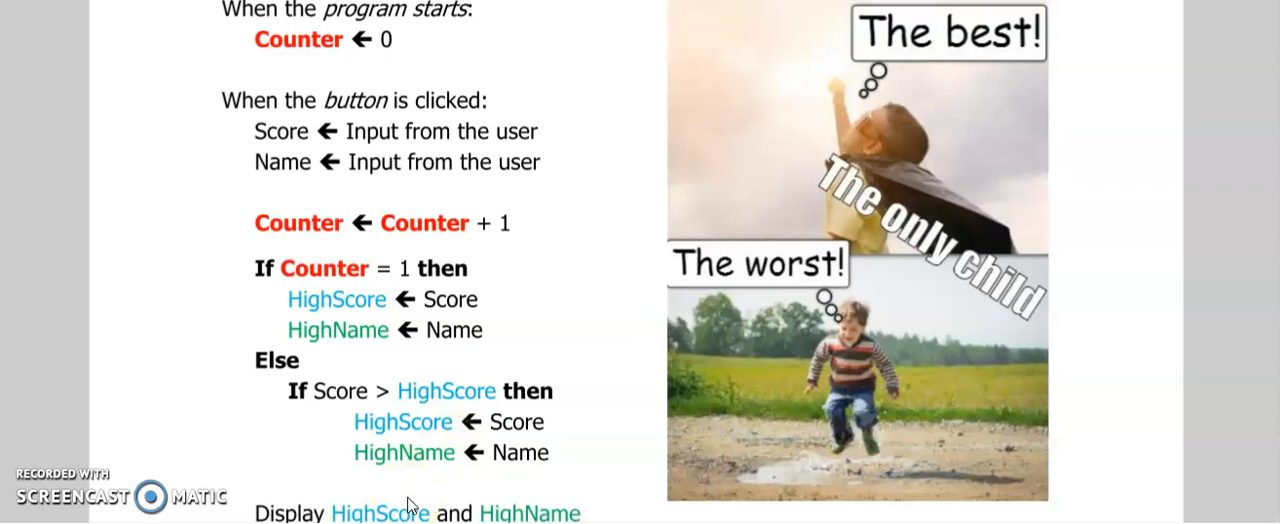 When the program starts:
Counter ← 0
When the button is clicked:
Score ← Input from the user
Name ← Input from the user
Counter ← Counter + 1
If Counter = 1 then
HighScore ← Score
HighName ← Name
Else
If Score > HighScore then
HighScore ← Score
HighName ← Name
Display HighScore and HighName
The best!
The only child
The worst!
RECORDED WITH
SCREENCAST MATIC